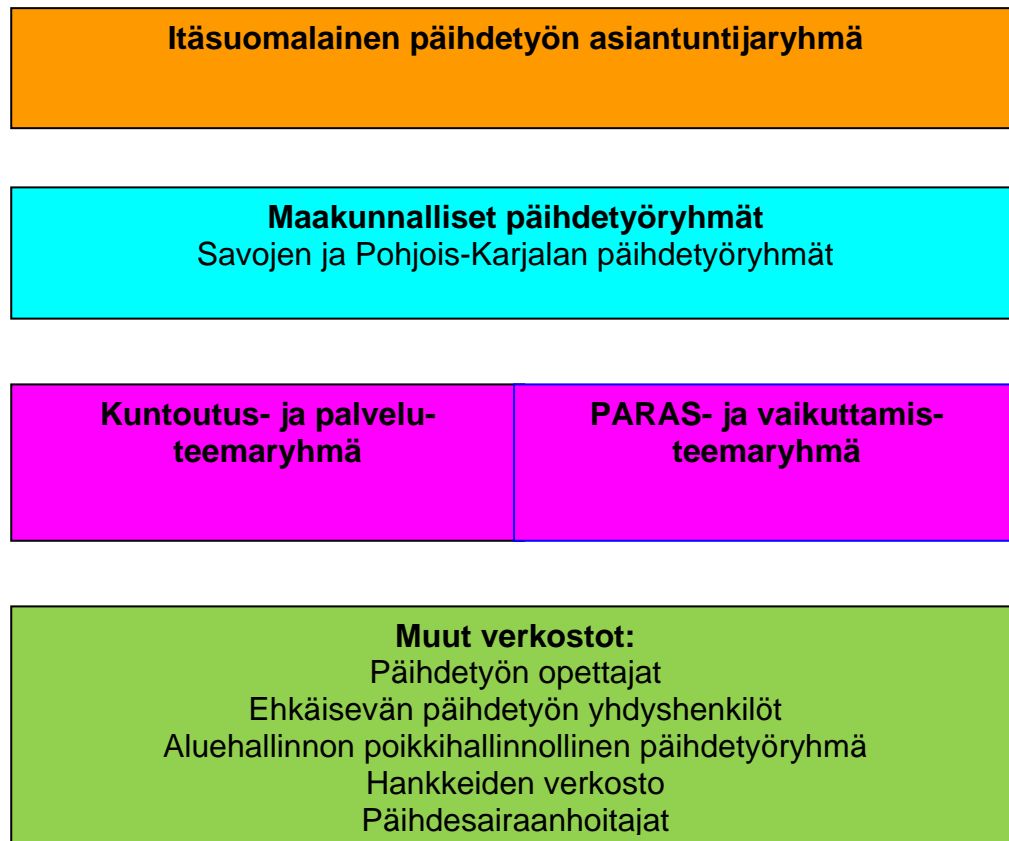 Itäsuomalainen päihdetyön asiantuntijaryhmä
Maakunnalliset päihdetyöryhmät
Savojen ja Pohjois-Karjalan päihdetyöryhmät
Kuntoutus- ja palvelu-
teemaryhmä
PARAS- ja vaikuttamis-
teemaryhmä
Muut verkostot:
Päihdetyön opettajat
Ehkäisevän päihdetyön yhdyshenkilöt
Aluehallinnon poikkihallinnollinen päihdetyöryhmä
Hankkeiden verkosto
Päihdesairaanhoitajat